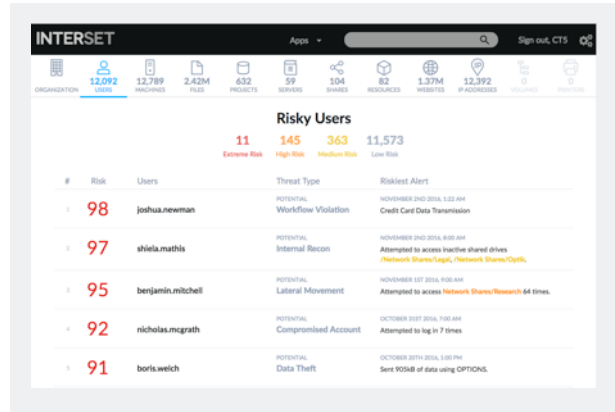 INTERSET
Apps
Sign out, CTS
12,092 12,789 2.42M 632 59 104 82 1.37M 12,392 0 0
ORGANIZATION USERS MACHINES FILES PROJECTS SERVERS SHARES RESOURCES WEBSITES IP ADDRESSES VOLUMES PRINTERS
Risky Users
11 145 363 11,573
Extreme Risk High Risk Medium Risk Low Risk
# Risk Users Threat Type Riskiest Alert
1 98 joshua.newman
POTENTIAL
Workflow Violation
NOVEMBER 2ND 2016, 1:22 AM
Credit Card Data Transmission
2 97 shiela.mathis
POTENTIAL
Internal Recon
NOVEMBER 2ND 2016, 8:00 AM
Attempted to access inactive shared drives
/Network Shares/Legal, /Network Shares/Optik.
3 95 benjamin.mitchell
POTENTIAL
Lateral Movement
NOVEMBER 1ST 2016, 9:00 AM
Attempted to access Network Shares/Research 64 times.
4 92 nicholas.mcgrath
POTENTIAL
Compromised Account
OCTOBER 31ST 2016, 7:00 AM
Attempted to log in 7 times
5 91 boris.welch
POTENTIAL
Data Theft
OCTOBER 20TH 2016, 1:00 PM
Sent 905kB of data using OPTIONS.